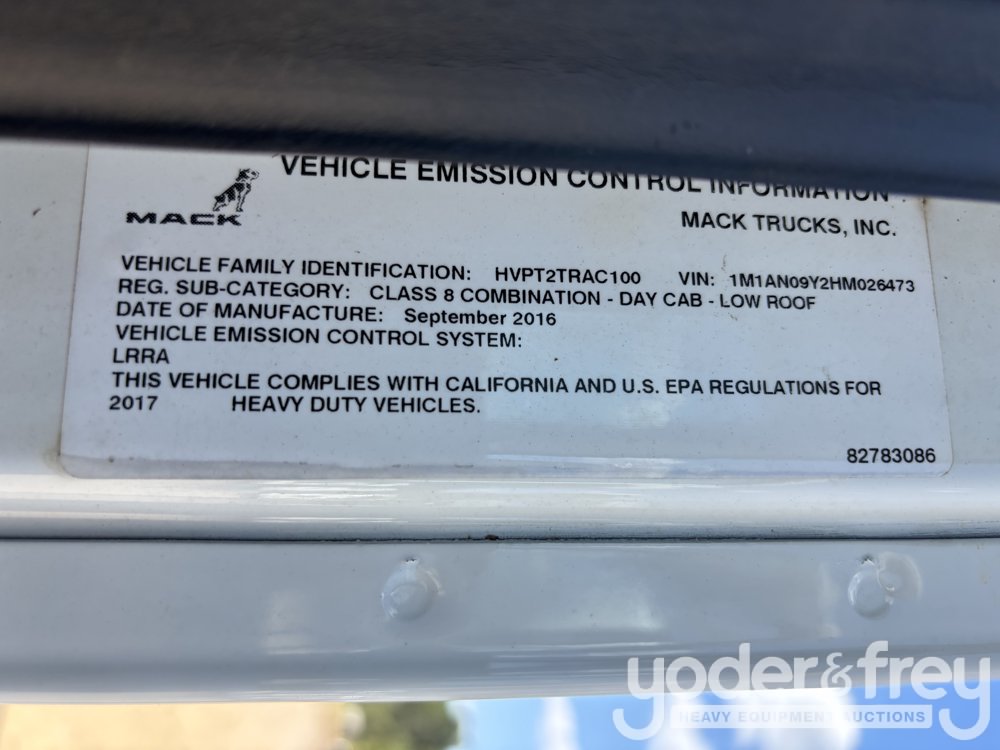 VEHICLE EMISSION CONTROL INFORMATION
MACK
MACK TRUCKS, INC.
VEHICLE FAMILY IDENTIFICATION: HVPT2TRAC100 VIN: 1M1AN09Y2HM026473
REG. SUB-CATEGORY: CLASS 8 COMBINATION - DAY CAB - LOW ROOF
DATE OF MANUFACTURE: September 2016
VEHICLE EMISSION CONTROL SYSTEM:
LRRA
THIS VEHICLE COMPLIES WITH CALIFORNIA AND U.S. EPA REGULATIONS FOR
2017 HEAVY DUTY VEHICLES.
82783086
yoder&frey
HEAVY EQUIPMENT AUCTIONS